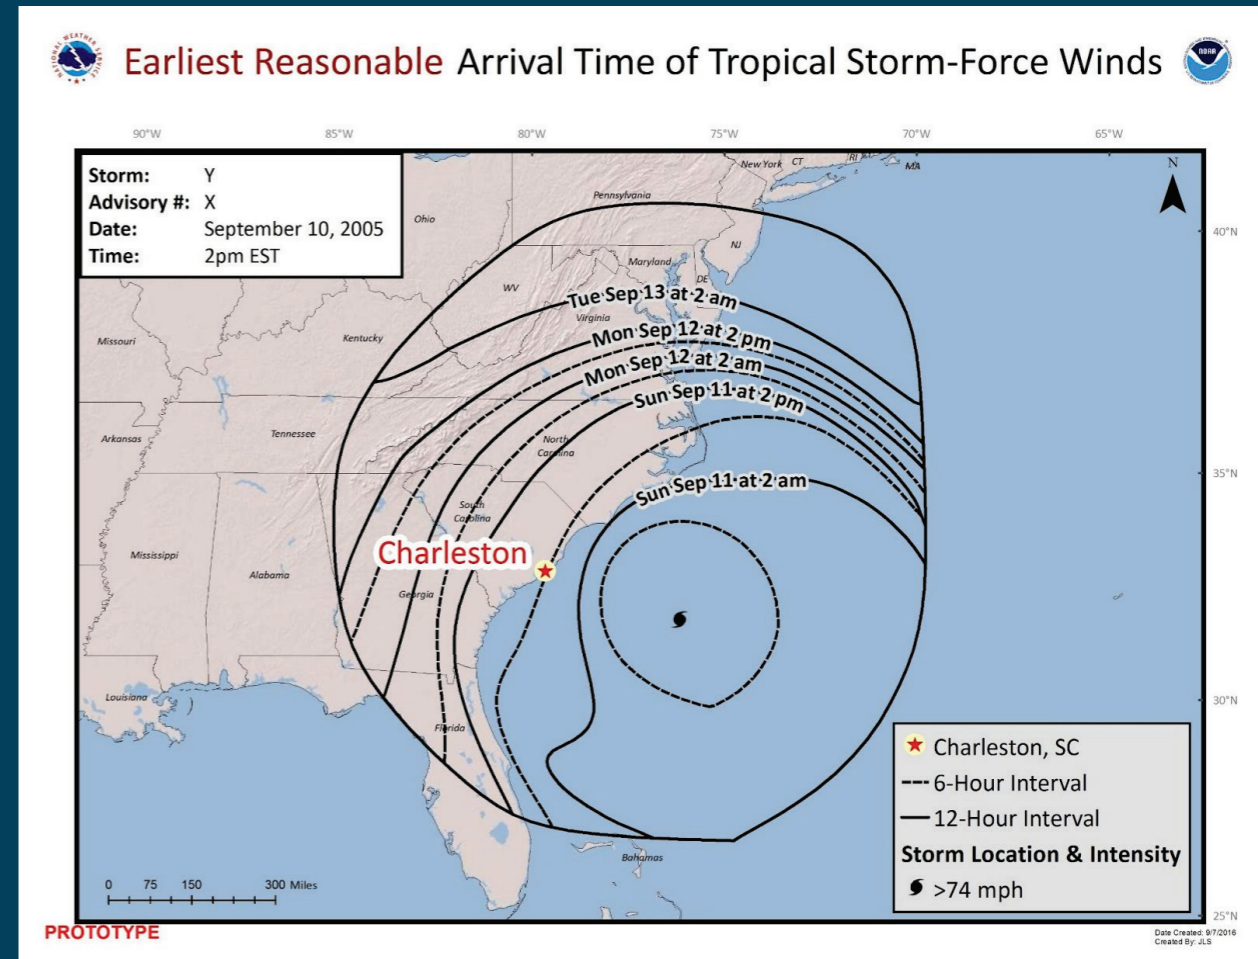 Earliest Reasonable Arrival Time of Tropical Storm-Force Winds
NATIONAL WEATHER SERVICE
NOAA
90°W 85°W 80°W 75°W 70°W 65°W
Storm: Y
Advisory #: X
Date: September 10, 2005
Time: 2pm EST
New York CT RI MA
N
Pennsylvania
Ohio
40°N
NJ
Maryland
DE
WV
Tue Sep 13 at 2 am
Virginia
Mon Sep 12 at 2 pm
Missouri
Kentucky
Mon Sep 12 at 2 am
Sun Sep 11 at 2 pm
Arkansas
Tennessee
North
Carolina
35°N
Sun Sep 11 at 2 am
South
Carolina
Charleston
Mississippi
Alabama
Georgia
Louisiana
30°N
Florida
Charleston, SC
6-Hour Interval
12-Hour Interval
Storm Location & Intensity
>74 mph
Bahamas
0 75 150 300 Miles
25°N
PROTOTYPE
Date Created: 9/7/2016
Created By: JLS